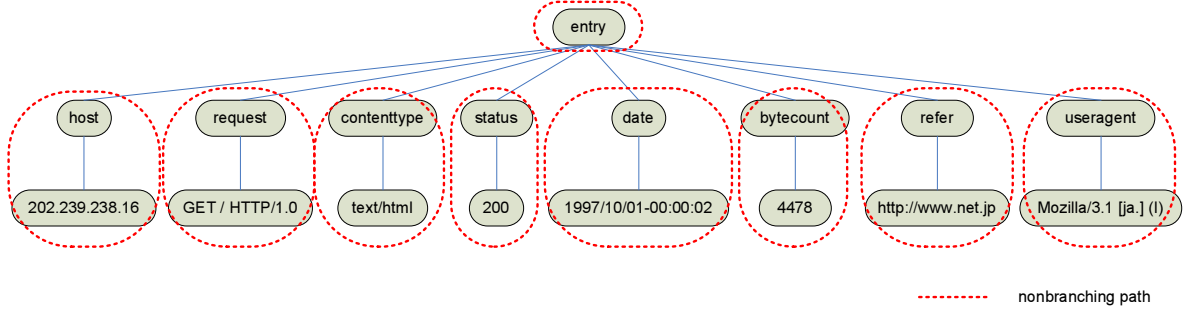 entry
host request contenttype status date bytecount refer useragent
202.239.238.16 GET / HTTP/1.0 text/html 200 1997/10/01-00:00:02 4478 http://www.net.jp Mozilla/3.1 [ja.] (I)
nonbranching path